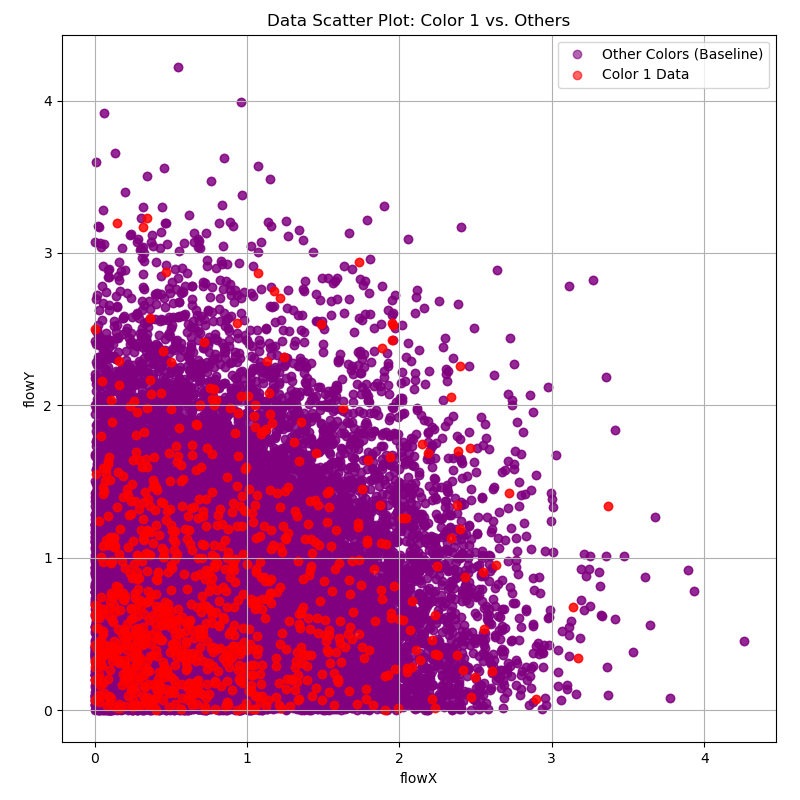 Data Scatter Plot: Color 1 vs. Others
Other Colors (Baseline)
Color 1 Data
flowY
4
3
2
1
0
0 1 2 3 4
flowX